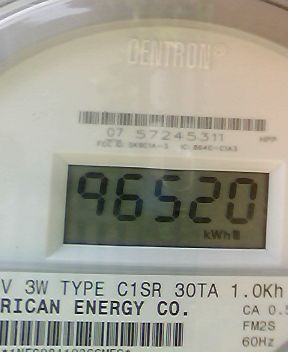 CENTRON®
07 57245311
96520
kWh
V 3W TYPE C1SR 30TA 1.0Kh
RICAN ENERGY CO.
CA 0.5
FM2S
60Hz